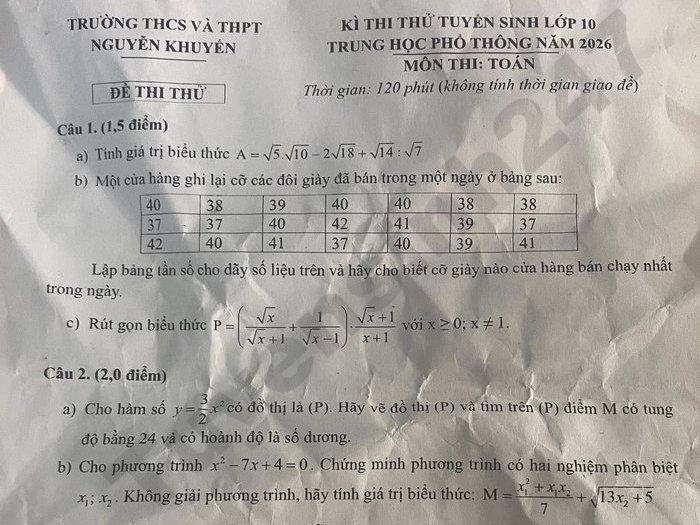 TRƯỜNG THCS VÀ THPT
NGUYỄN KHUYẾN
ĐỀ THI THỬ
KÌ THI THỬ TUYỂN SINH LỚP 10
TRUNG HỌC PHỔ THÔNG NĂM 2026
MÔN THI: TOÁN
Thời gian: 120 phút (không tính thời gian giao đề)
Câu 1. (1,5 điểm)
a) Tính giá trị biểu thức A = √5.√10 − 2√18 + √14 : √7
b) Một cửa hàng ghi lại cỡ các đôi giày đã bán trong một ngày ở bảng sau:
40 38 39 40 40 38 38
37 37 40 42 41 39 37
42 40 41 37 40 39 41
Lập bảng tần số cho dãy số liệu trên và hãy cho biết cỡ giày nào cửa hàng bán chạy nhất
trong ngày.
c) Rút gọn biểu thức P = (√x/(√x + 1) + 1/(√x − 1)) . (√x + 1)/(x + 1) với x ≥ 0; x ≠ 1.
Câu 2. (2,0 điểm)
a) Cho hàm số y = 3/2 x² có đồ thị là (P). Hãy vẽ đồ thị (P) và tìm trên (P) điểm M có tung
độ bằng 24 và có hoành độ là số dương.
b) Cho phương trình x² − 7x + 4 = 0. Chứng minh phương trình có hai nghiệm phân biệt
x₁; x₂. Không giải phương trình, hãy tính giá trị biểu thức: M = (x₁² + x₁x₂)/7 + √(13x₂ + 5)